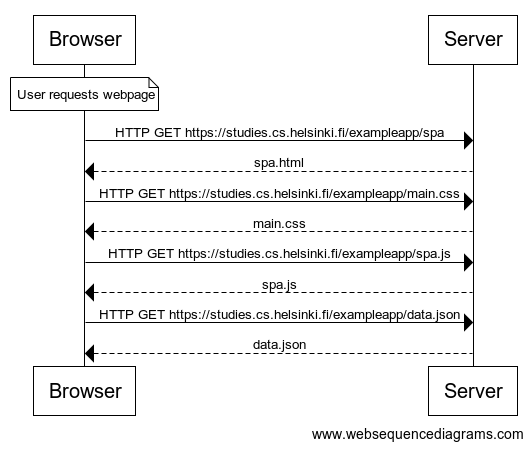 Browser
Server
User requests webpage
HTTP GET https://studies.cs.helsinki.fi/exampleapp/spa
spa.html
HTTP GET https://studies.cs.helsinki.fi/exampleapp/main.css
main.css
HTTP GET https://studies.cs.helsinki.fi/exampleapp/spa.js
spa.js
HTTP GET https://studies.cs.helsinki.fi/exampleapp/data.json
data.json
Browser
Server
www.websequencediagrams.com